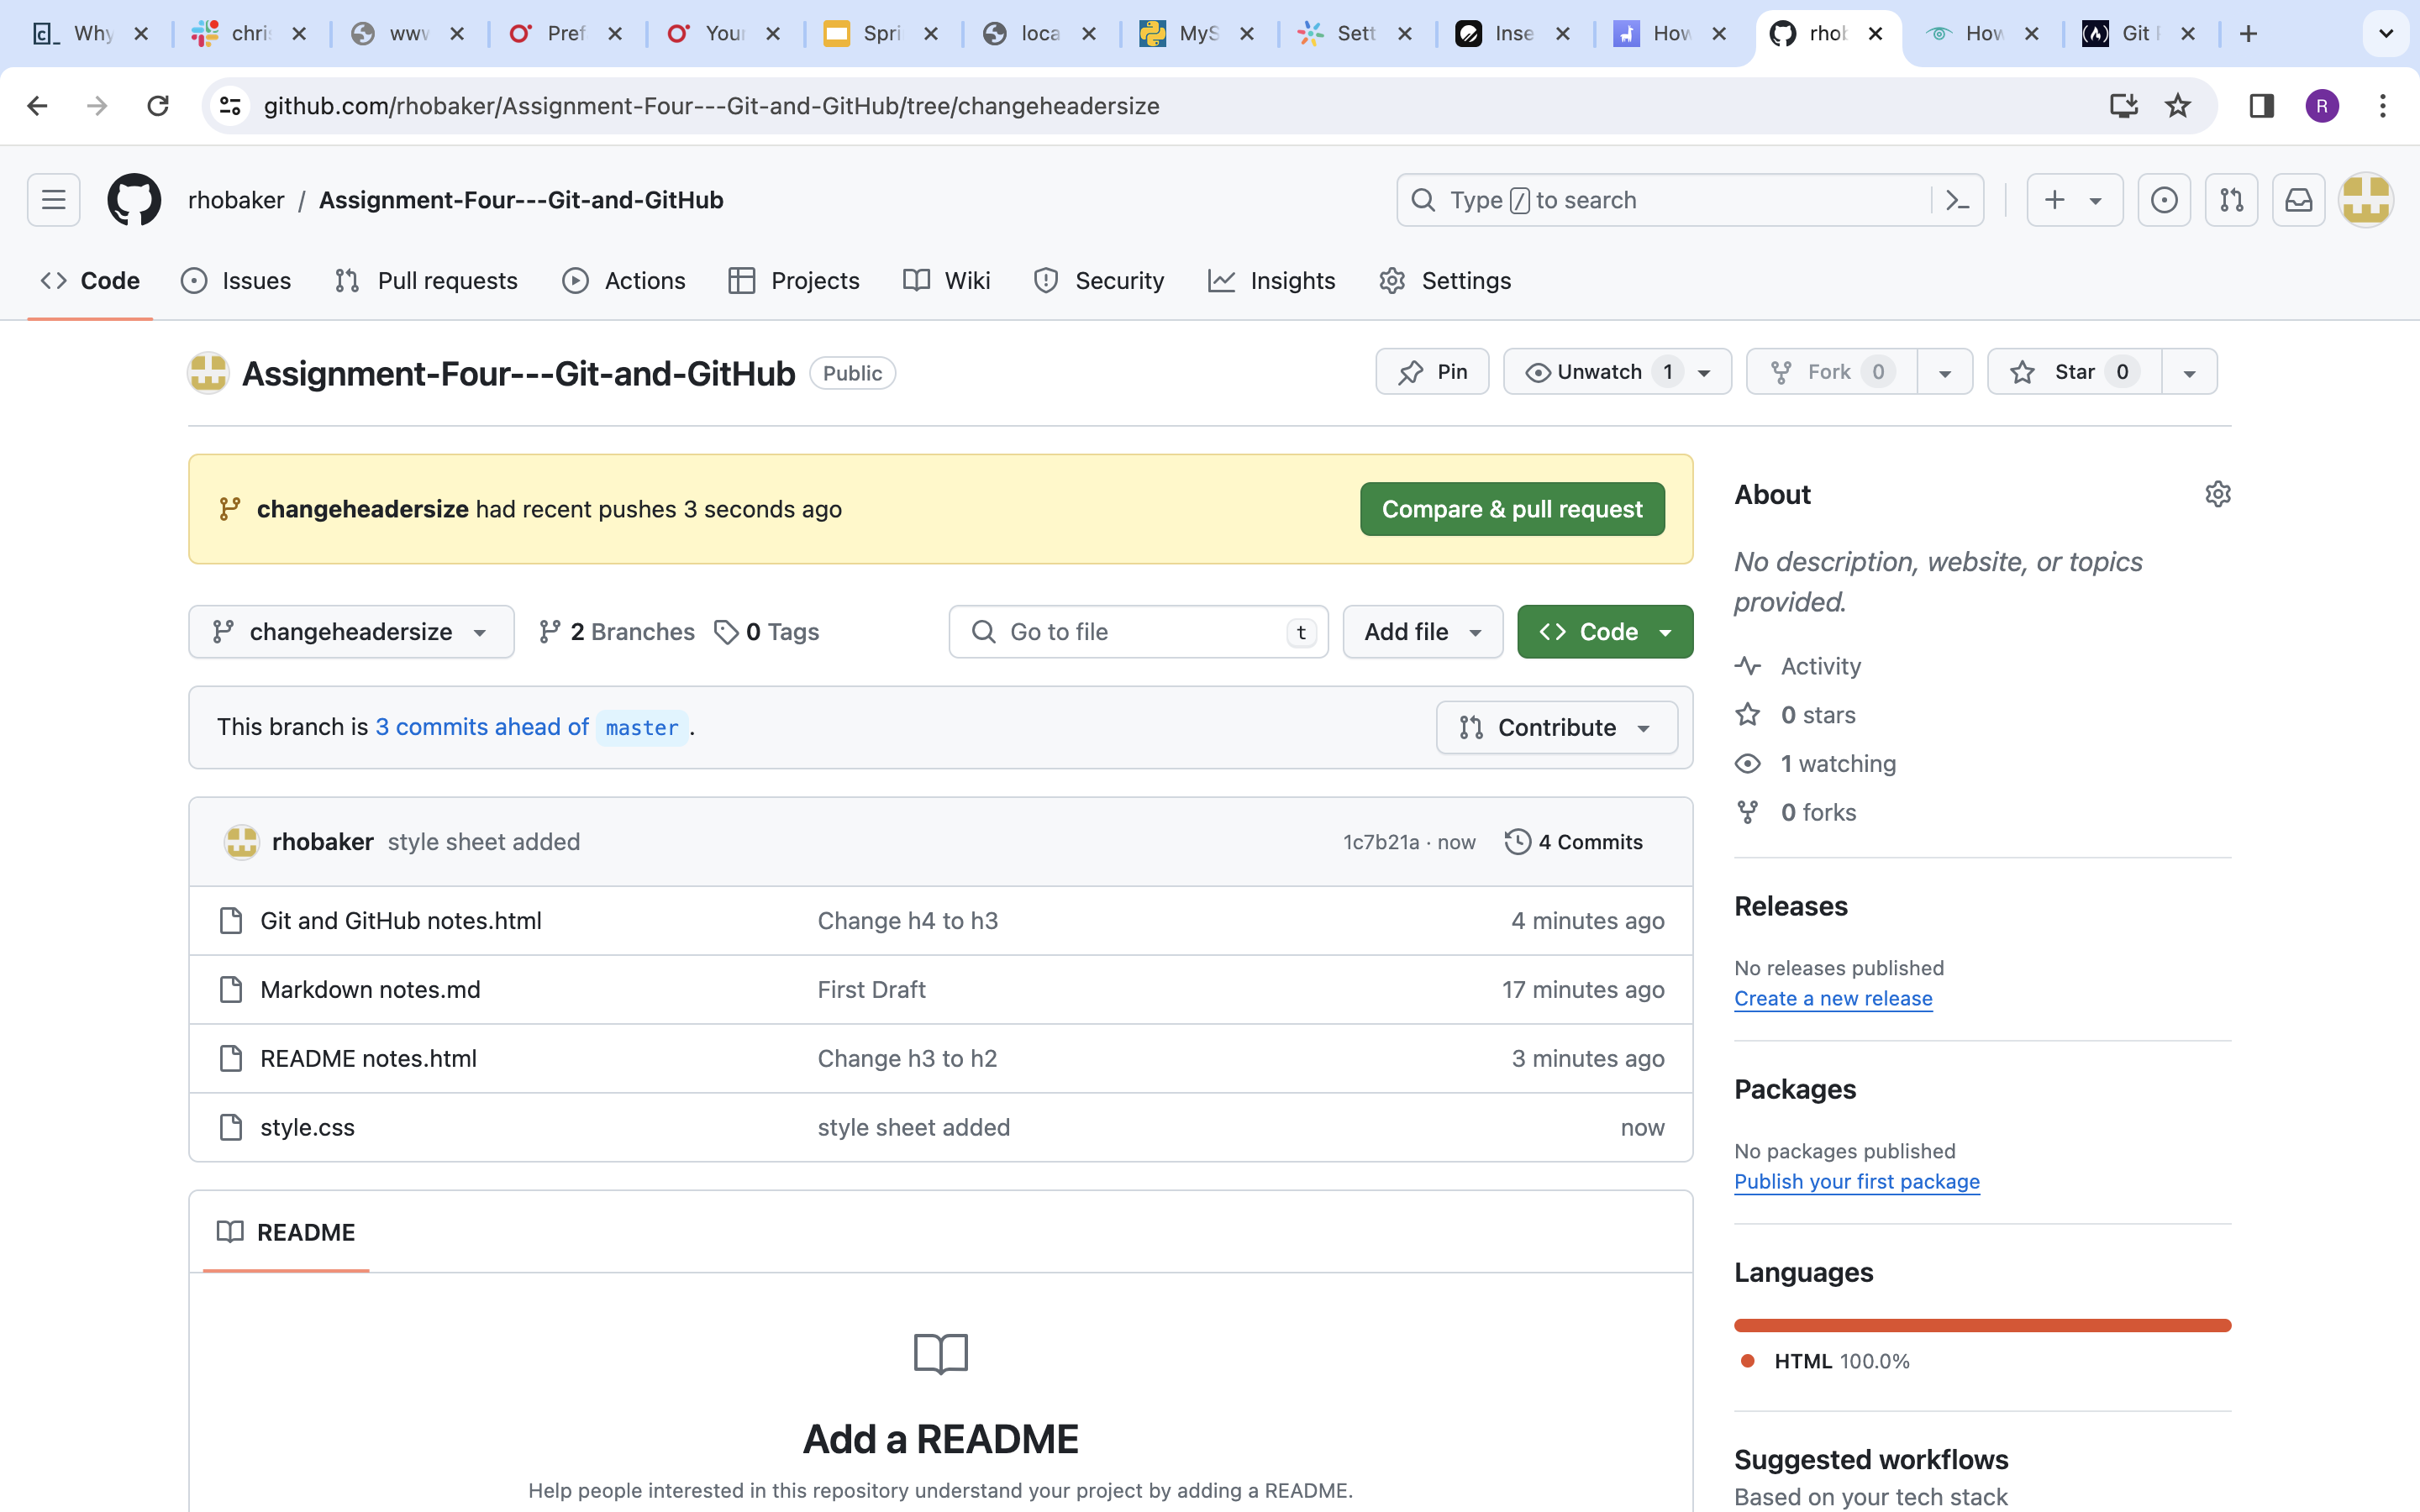 Why
chris
www
Pref
Your
Spri
loca
MyS
Sett
Inse
How
rhob
How
Git
github.com/rhobaker/Assignment-Four---Git-and-GitHub/tree/changeheadersize
R
rhobaker / Assignment-Four---Git-and-GitHub
Type / to search
Code Issues Pull requests Actions Projects Wiki Security Insights Settings
Assignment-Four---Git-and-GitHub Public
Pin Unwatch 1 Fork 0 Star 0
changeheadersize had recent pushes 3 seconds ago
Compare & pull request
changeheadersize 2 Branches 0 Tags
Go to file t Add file Code
This branch is 3 commits ahead of master.
Contribute
rhobaker style sheet added 1c7b21a · now 4 Commits
Git and GitHub notes.html Change h4 to h3 4 minutes ago
Markdown notes.md First Draft 17 minutes ago
README notes.html Change h3 to h2 3 minutes ago
style.css style sheet added now
README
Add a README
Help people interested in this repository understand your project by adding a README.
About
No description, website, or topics
provided.
Activity
0 stars
1 watching
0 forks
Releases
No releases published
Create a new release
Packages
No packages published
Publish your first package
Languages
HTML 100.0%
Suggested workflows
Based on your tech stack